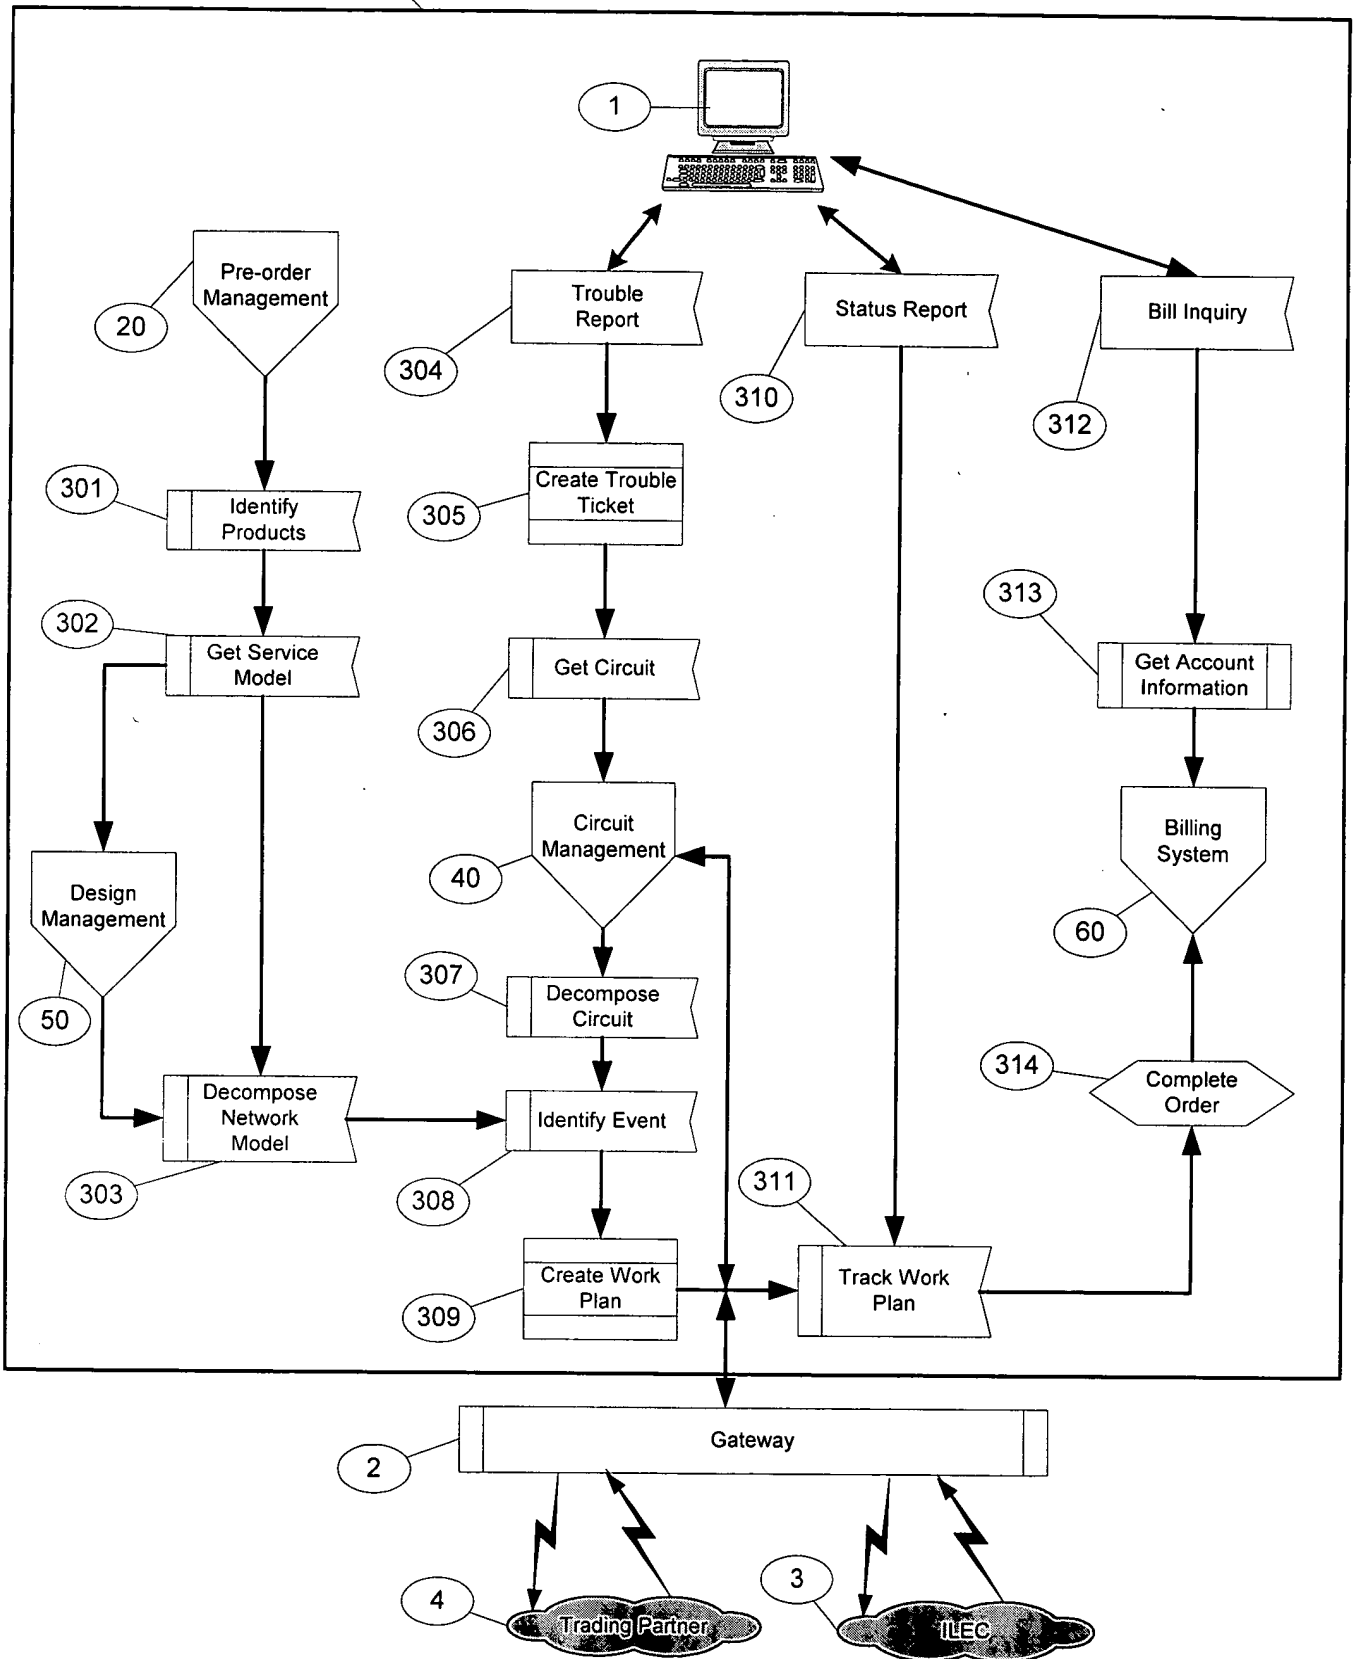 1
Pre-order
Management
20
Trouble
Report
304
Status Report
310
Bill Inquiry
312
301
Identify
Products
Create Trouble
Ticket
305
302
Get Service
Model
Get Circuit
306
313
Get Account
Information
Circuit
Management
40
Billing
System
60
Design
Management
50
307
Decompose
Circuit
314
Complete
Order
Decompose
Network
Model
303
Identify Event
308
311
Create Work
Plan
309
Track Work
Plan
Gateway
2
4
Trading Partner
3
ILEC